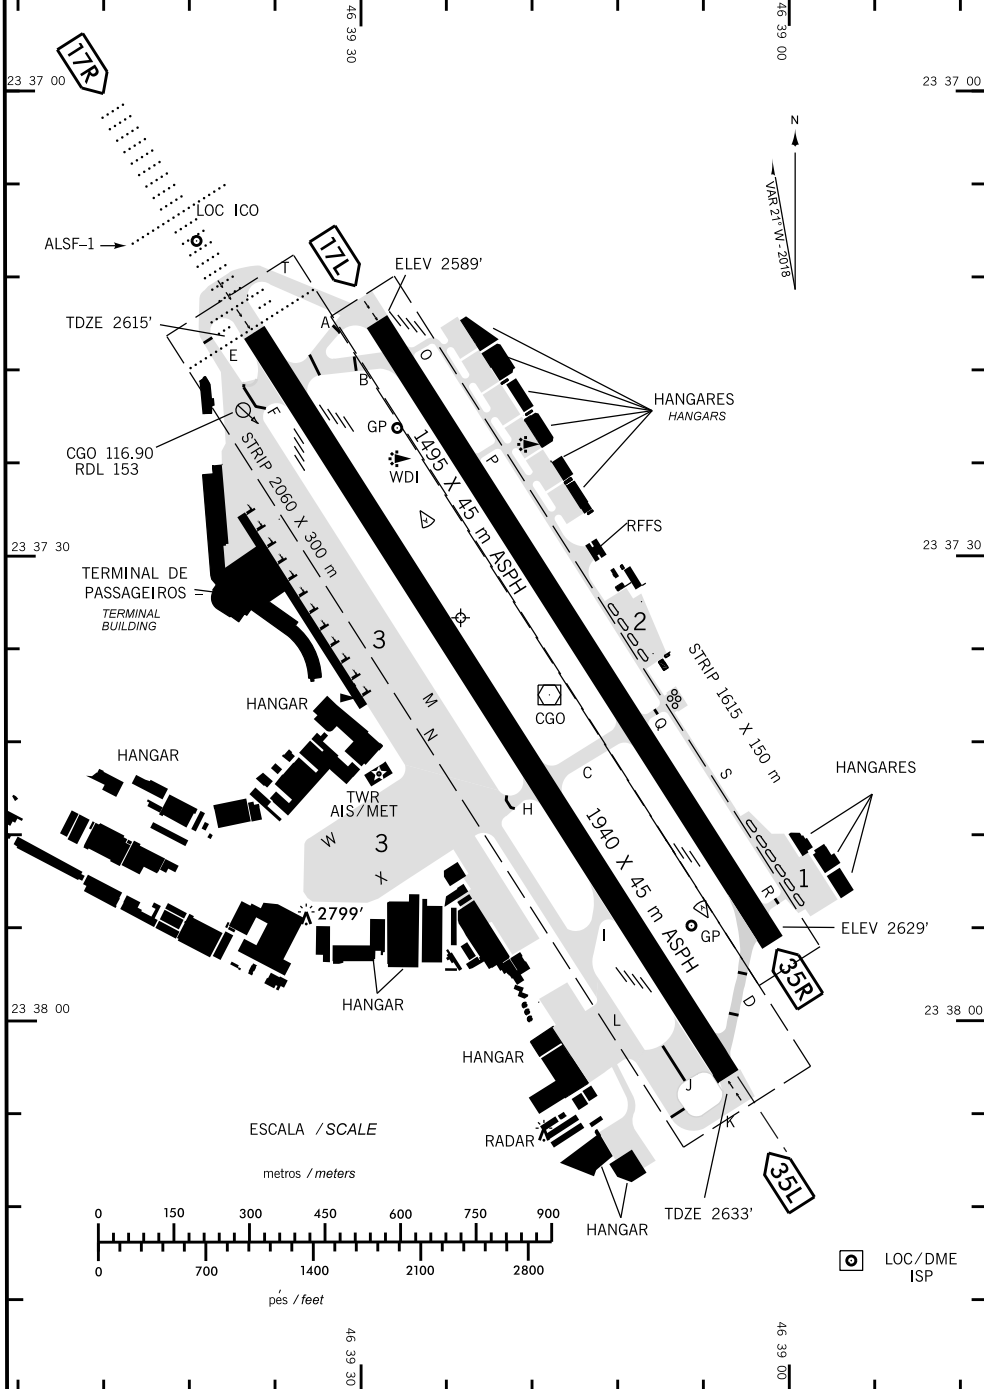 46 39 30
46 39 00
17R
23 37 00
23 37 00
N
VAR 21° W - 2018
LOC ICO
ALSF-1
17L
T
ELEV 2589'
TDZE 2615'
A
E
O
B
F
HANGARES
HANGARS
GP
CGO 116.90
RDL 153
STRIP 2060 X 300 m
1495 X 45 m ASPH
P
WDI
RFFS
23 37 30
23 37 30
TERMINAL DE
PASSAGEIROS
TERMINAL
BUILDING
3
2
STRIP 1615 X 150 m
HANGAR
M
N
CGO
Q
HANGAR
C
S
HANGARES
TWR
AIS/MET
H
W
3
1940 X 45 m ASPH
X
1
R
2799'
I
GP
ELEV 2629'
35R
HANGAR
D
23 38 00
L
23 38 00
HANGAR
J
K
ESCALA / SCALE
RADAR
metros / meters
35L
0 150 300 450 600 750 900
TDZE 2633'
HANGAR
0 700 1400 2100 2800
LOC/DME
ISP
pés / feet
46 39 30
46 39 00